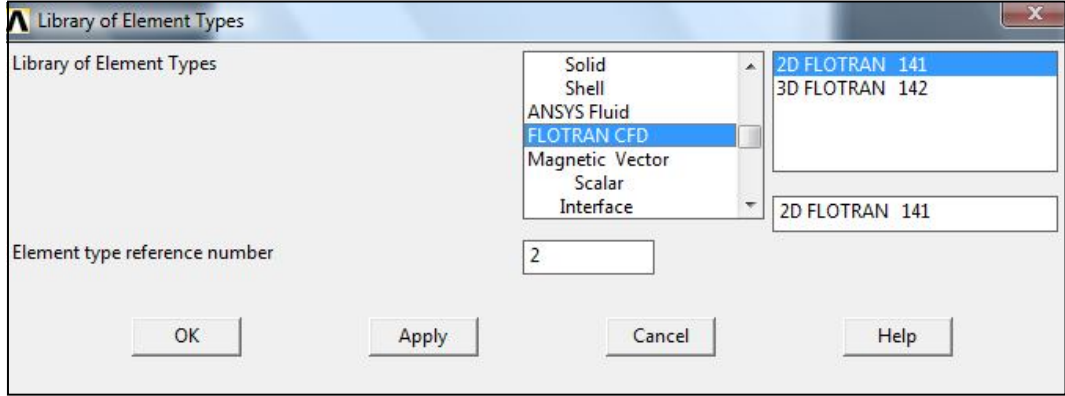 Library of Element Types
Library of Element Types
Solid
Shell
ANSYS Fluid
FLOTRAN CFD
Magnetic Vector
Scalar
Interface
2D FLOTRAN 141
3D FLOTRAN 142
2D FLOTRAN 141
Element type reference number
2
OK
Apply
Cancel
Help